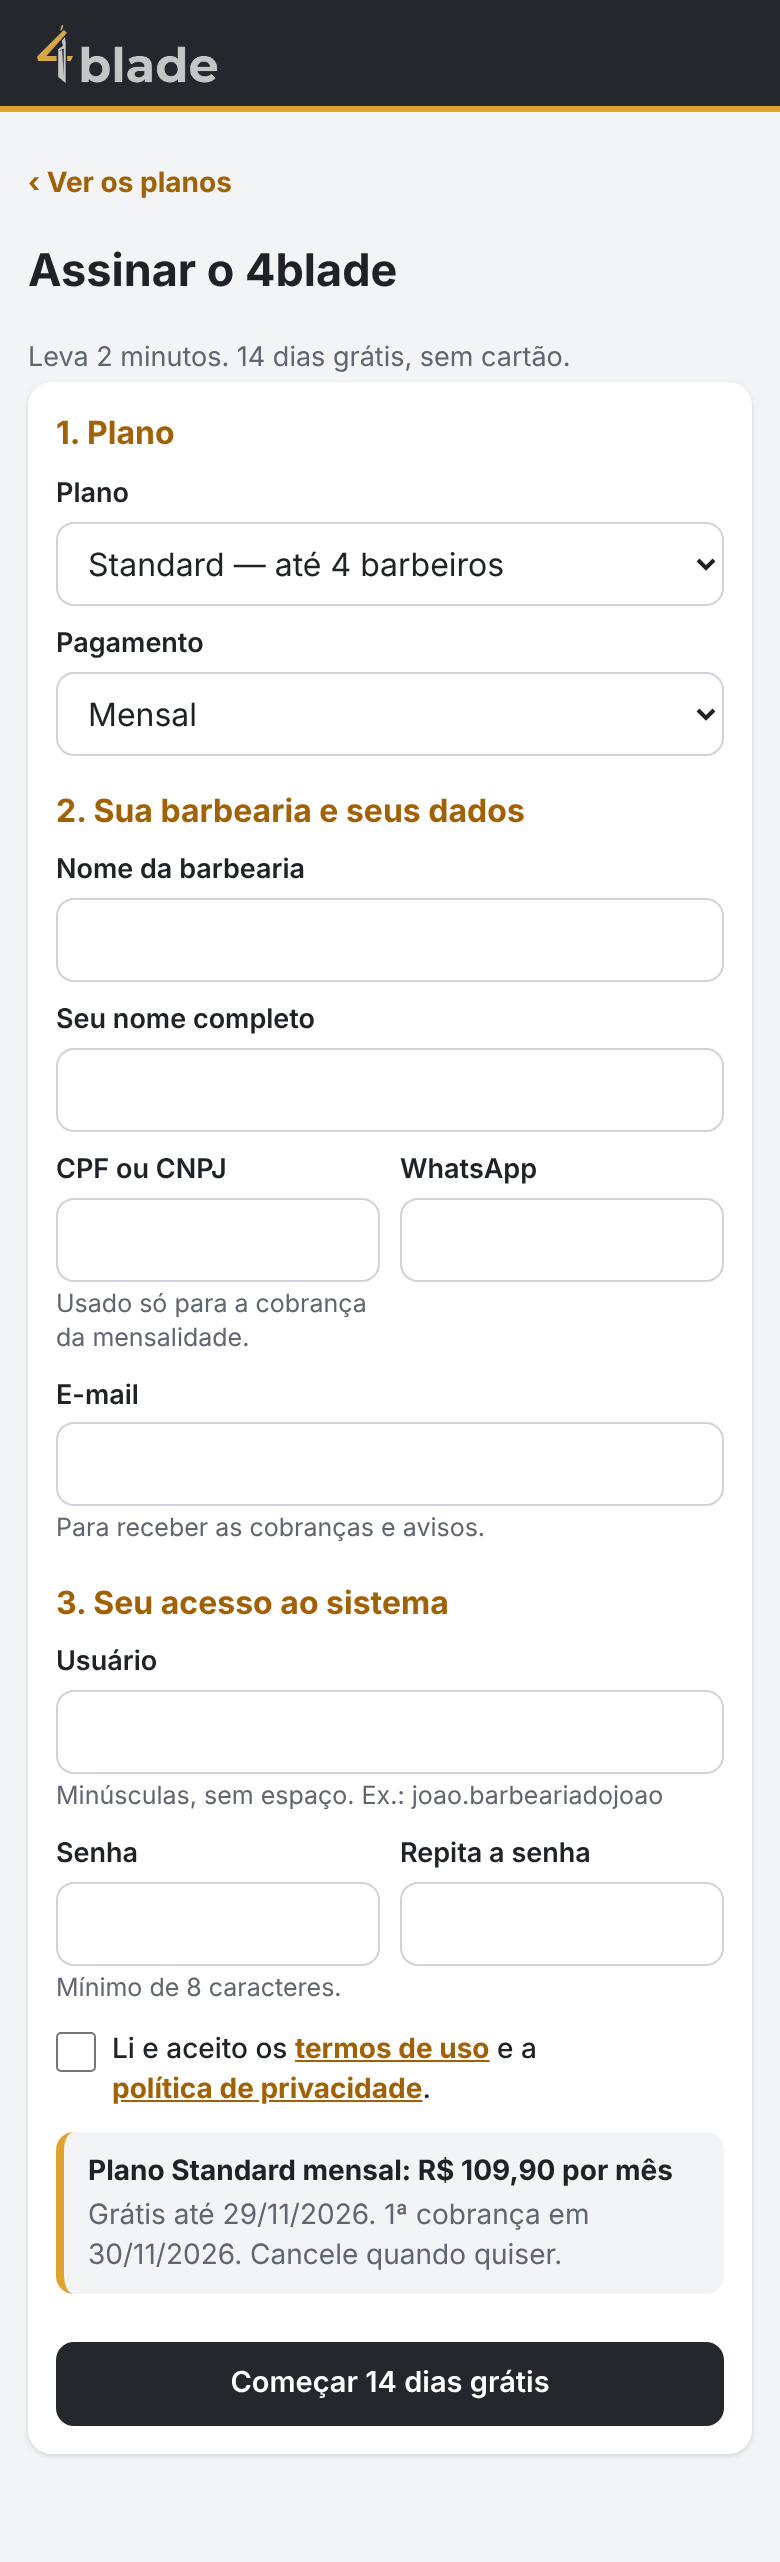 4blade
‹ Ver os planos
Assinar o 4blade
Leva 2 minutos. 14 dias grátis, sem cartão.
1. Plano
Plano
Standard — até 4 barbeiros
Pagamento
Mensal
2. Sua barbearia e seus dados
Nome da barbearia
Seu nome completo
CPF ou CNPJ
WhatsApp
Usado só para a cobrança
da mensalidade.
E-mail
Para receber as cobranças e avisos.
3. Seu acesso ao sistema
Usuário
Minúsculas, sem espaço. Ex.: joao.barbeariadojoao
Senha
Repita a senha
Mínimo de 8 caracteres.
Li e aceito os termos de uso e a
política de privacidade.
Plano Standard mensal: R$ 109,90 por mês
Grátis até 29/11/2026. 1ª cobrança em
30/11/2026. Cancele quando quiser.
Começar 14 dias grátis